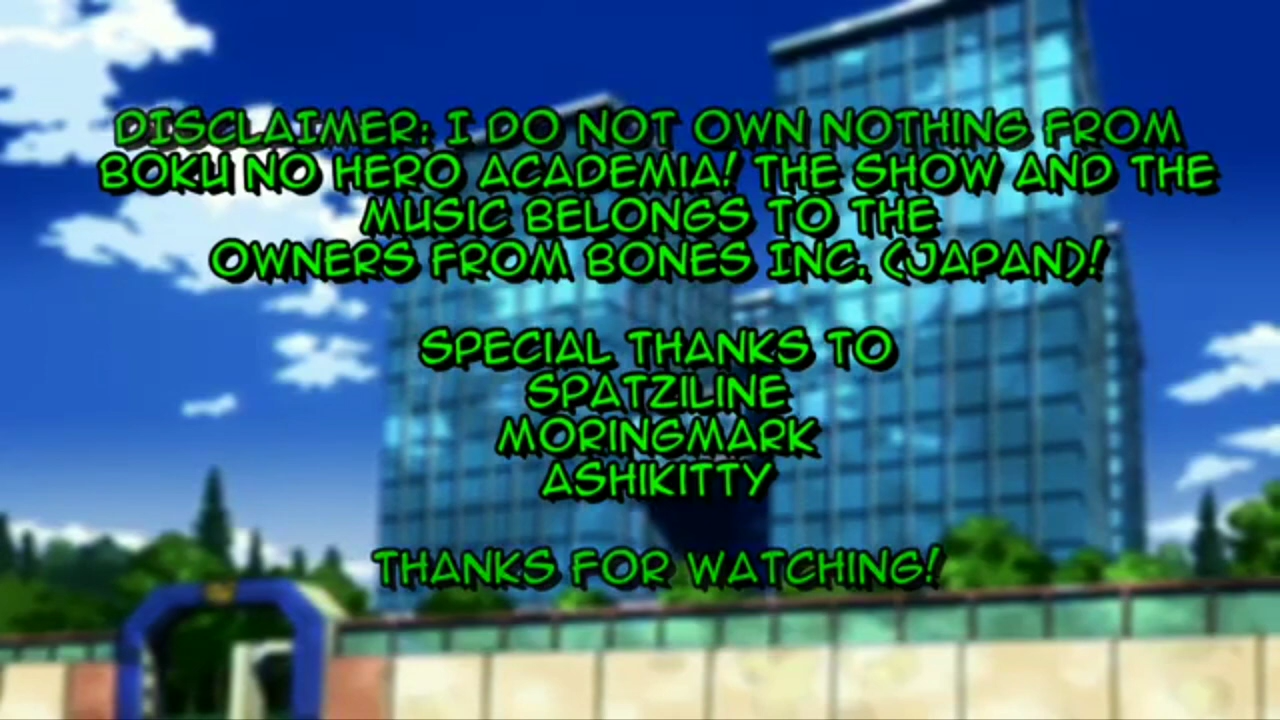 DISCLAIMER: I DO NOT OWN NOTHING FROM
BOKU NO HERO ACADEMIA! THE SHOW AND THE
MUSIC BELONGS TO THE
OWNERS FROM BONES INC. (JAPAN)!
SPECIAL THANKS TO
SPATZILINE
MORINGMARK
ASHIKITTY
THANKS FOR WATCHING!